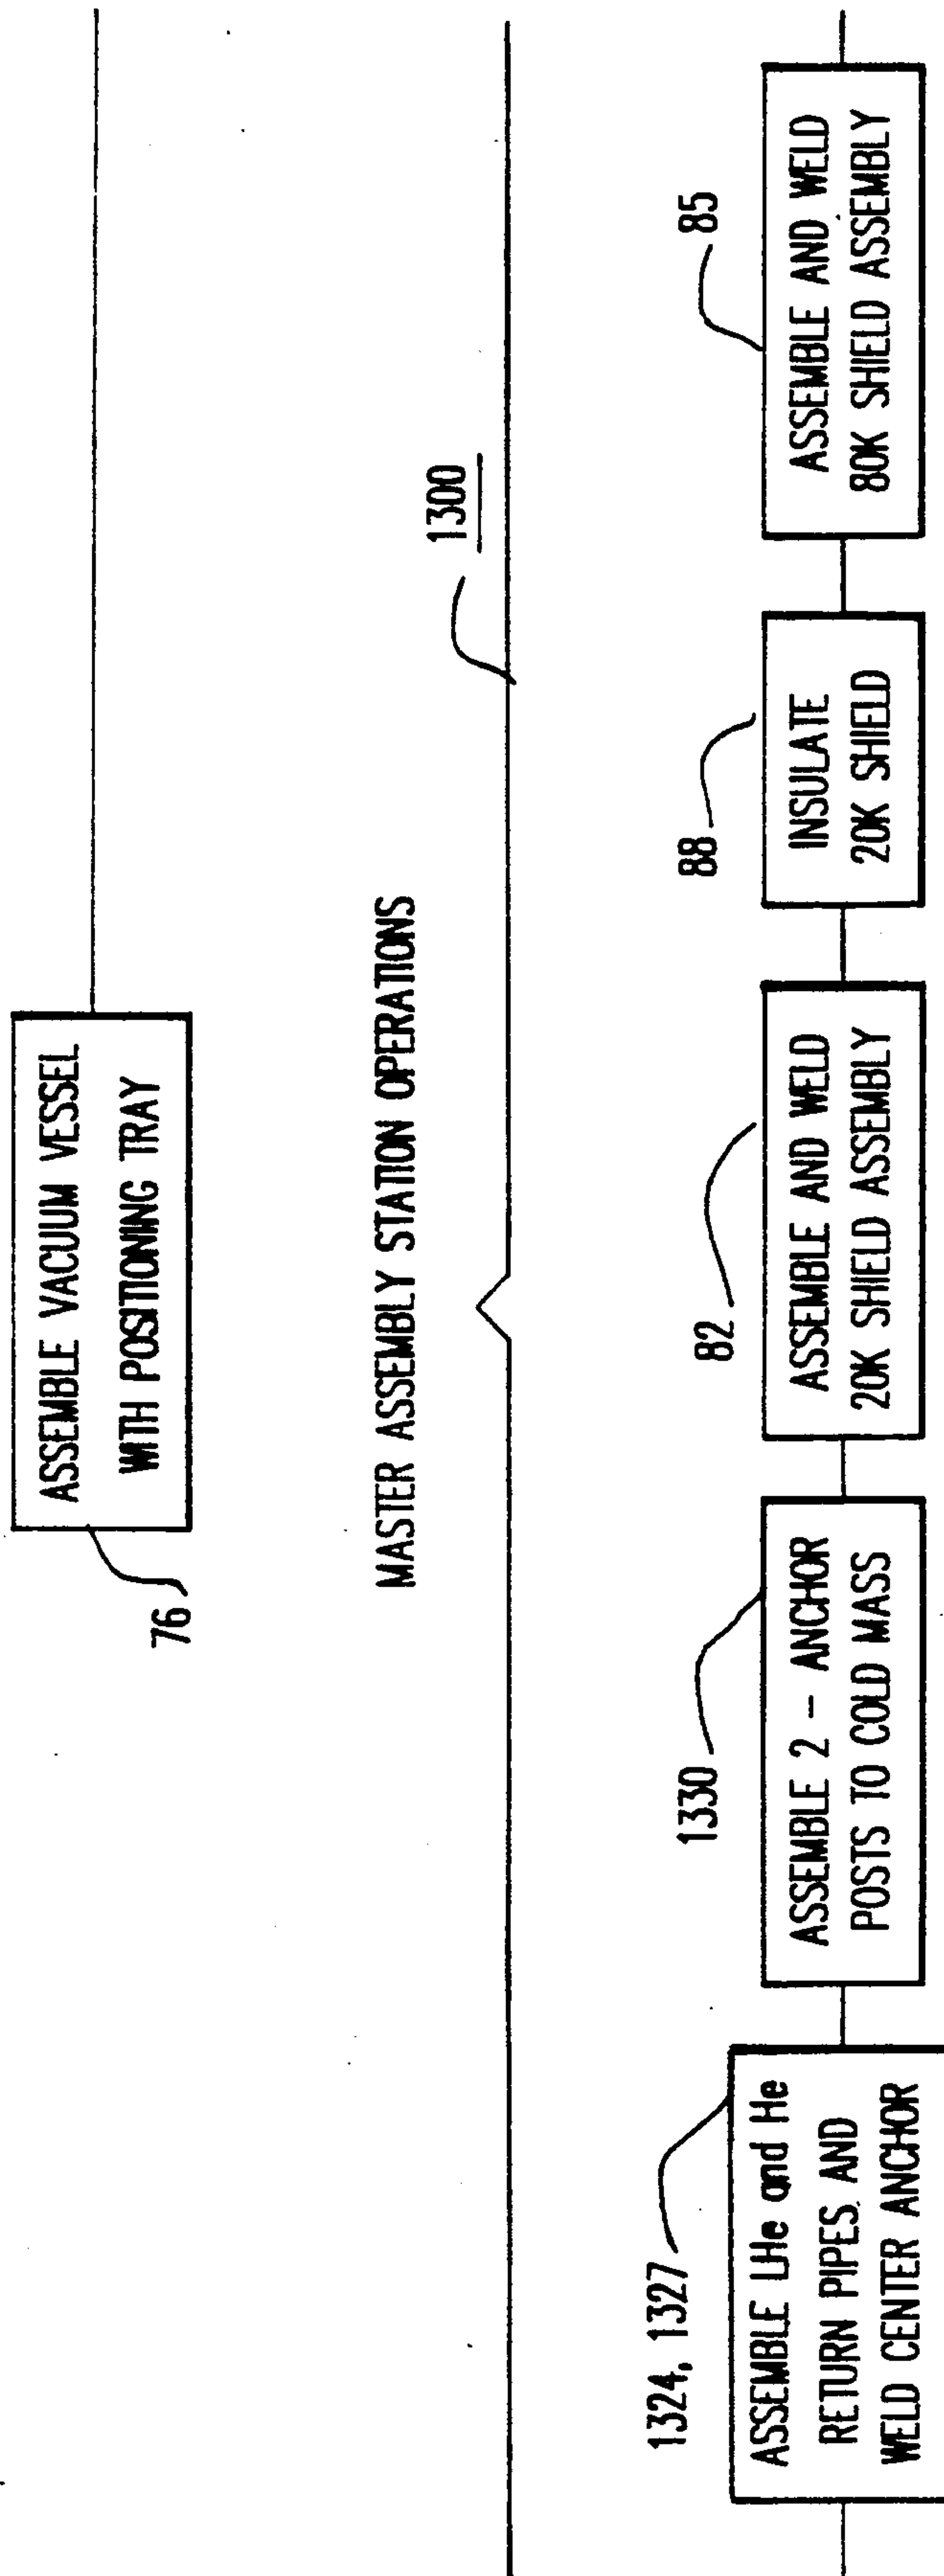 ASSEMBLE VACUUM VESSEL
WITH POSITIONING TRAY
76
MASTER ASSEMBLY STATION OPERATIONS
1300
1324, 1327
ASSEMBLE LHe and He
RETURN PIPES AND
WELD CENTER ANCHOR
1330
ASSEMBLE 2 - ANCHOR
POSTS TO COLD MASS
82
ASSEMBLE AND WELD
20K SHIELD ASSEMBLY
88
INSULATE
20K SHIELD
85
ASSEMBLE AND WELD
80K SHIELD ASSEMBLY